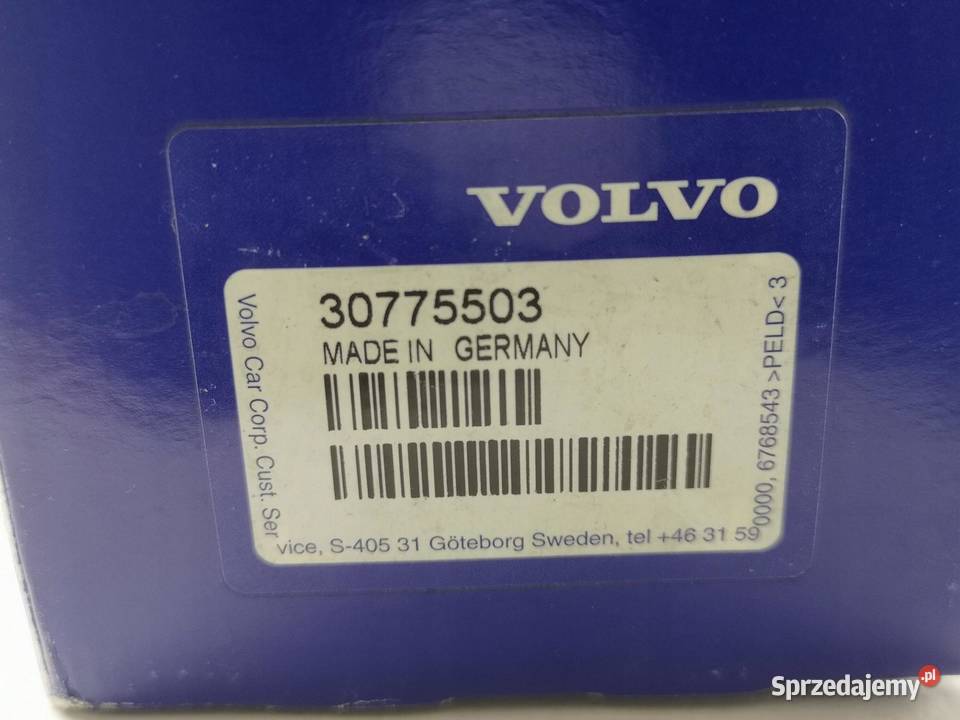 VOLVO
30775503
MADE IN GERMANY
Volvo Car Corp. Cust. Ser
vice, S-405 31 Göteborg Sweden, tel +46 31 59
0000, 6768543 >PELD< 3
Sprzedajemy.pl